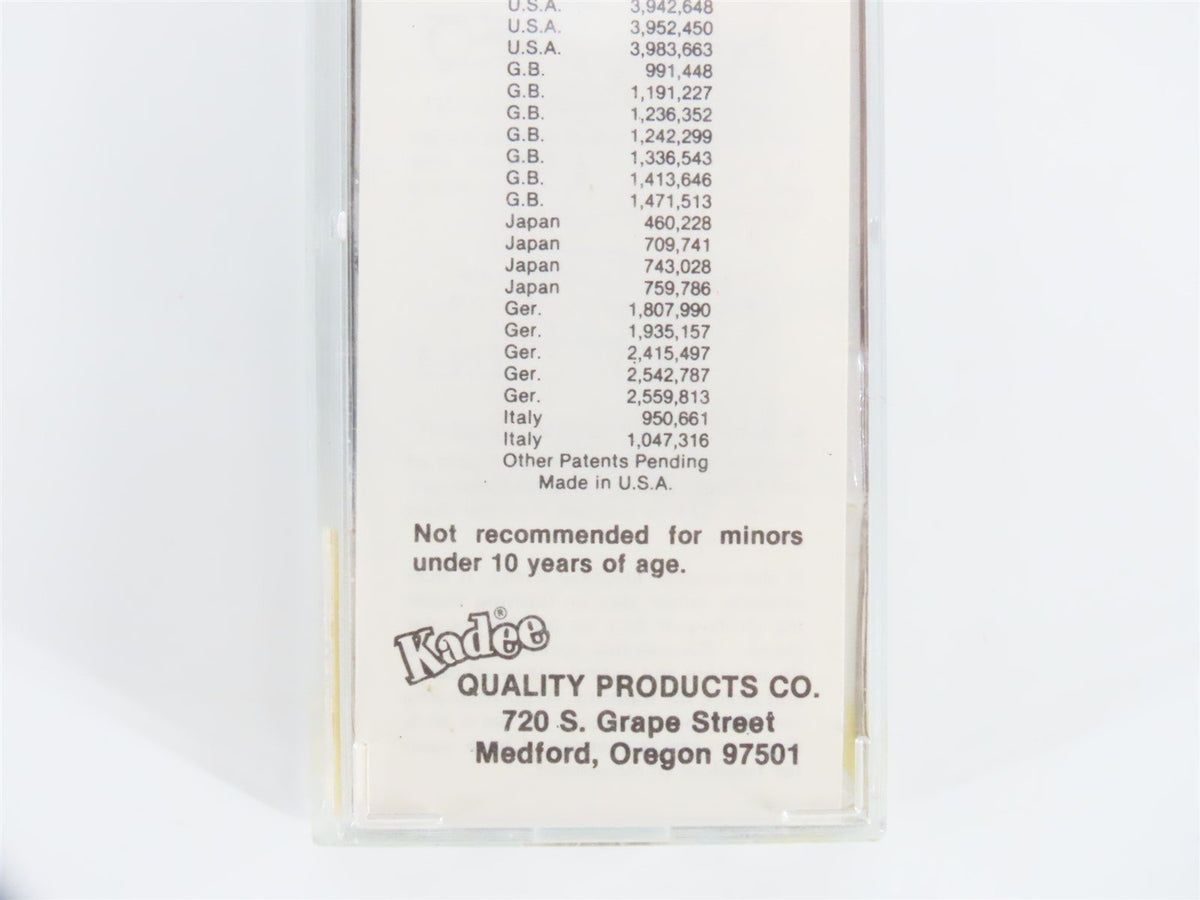 U.S.A. 3,942,648
U.S.A. 3,952,450
U.S.A. 3,983,663
G.B. 991,448
G.B. 1,191,227
G.B. 1,236,352
G.B. 1,242,299
G.B. 1,336,543
G.B. 1,413,646
G.B. 1,471,513
Japan 460,228
Japan 709,741
Japan 743,028
Japan 759,786
Ger. 1,807,990
Ger. 1,935,157
Ger. 2,415,497
Ger. 2,542,787
Ger. 2,559,813
Italy 950,661
Italy 1,047,316
Other Patents Pending
Made in U.S.A.
Not recommended for minors
under 10 years of age.
Kadee®
QUALITY PRODUCTS CO.
720 S. Grape Street
Medford, Oregon 97501